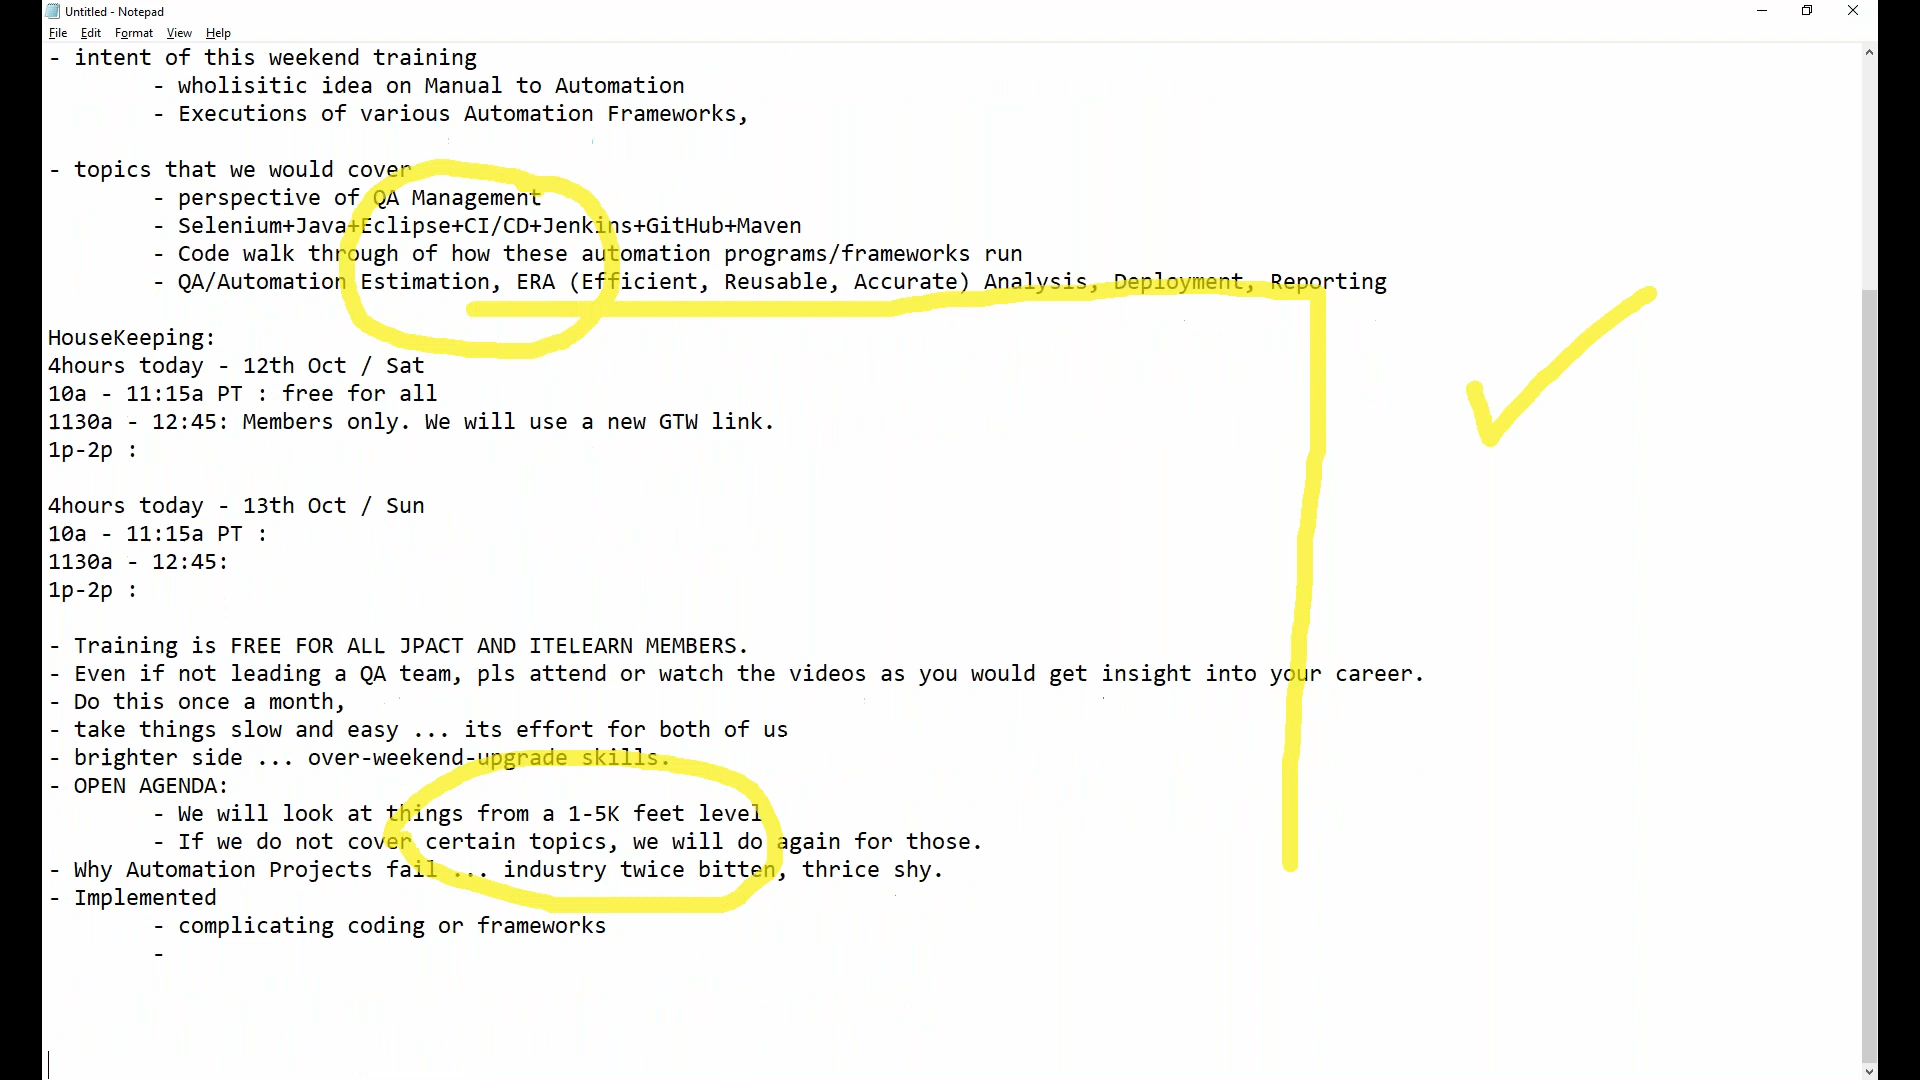 Untitled - Notepad
File Edit Format View Help
- intent of this weekend training
- wholisitic idea on Manual to Automation
- Executions of various Automation Frameworks,
- topics that we would cover
- perspective of QA Management
- Selenium+Java+Eclipse+CI/CD+Jenkins+GitHub+Maven
- Code walk through of how these automation programs/frameworks run
- QA/Automation Estimation, ERA (Efficient, Reusable, Accurate) Analysis, Deployment, Reporting
HouseKeeping:
4hours today - 12th Oct / Sat
10a - 11:15a PT : free for all
1130a - 12:45: Members only. We will use a new GTW link.
1p-2p :
4hours today - 13th Oct / Sun
10a - 11:15a PT :
1130a - 12:45:
1p-2p :
- Training is FREE FOR ALL JPACT AND ITELEARN MEMBERS.
- Even if not leading a QA team, pls attend or watch the videos as you would get insight into your career.
- Do this once a month,
- take things slow and easy ... its effort for both of us
- brighter side ... over-weekend-upgrade skills.
- OPEN AGENDA:
- We will look at things from a 1-5K feet level
- If we do not cover certain topics, we will do again for those.
- Why Automation Projects fail ... industry twice bitten, thrice shy.
- Implemented
- complicating coding or frameworks
-